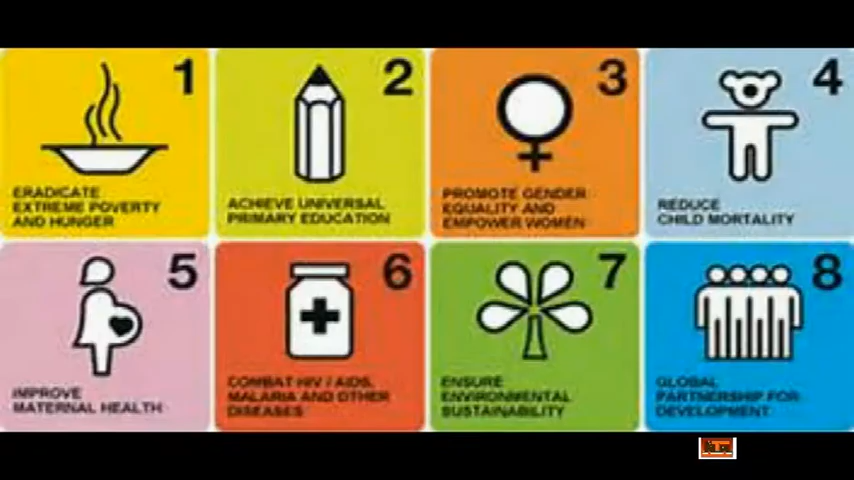 1
ERADICATE
EXTREME POVERTY
AND HUNGER
2
ACHIEVE UNIVERSAL
PRIMARY EDUCATION
3
PROMOTE GENDER
EQUALITY AND
EMPOWER WOMEN
4
REDUCE
CHILD MORTALITY
5
IMPROVE
MATERNAL HEALTH
6
COMBAT HIV / AIDS,
MALARIA AND OTHER
DISEASES
7
ENSURE
ENVIRONMENTAL
SUSTAINABILITY
8
GLOBAL
PARTNERSHIP FOR
DEVELOPMENT